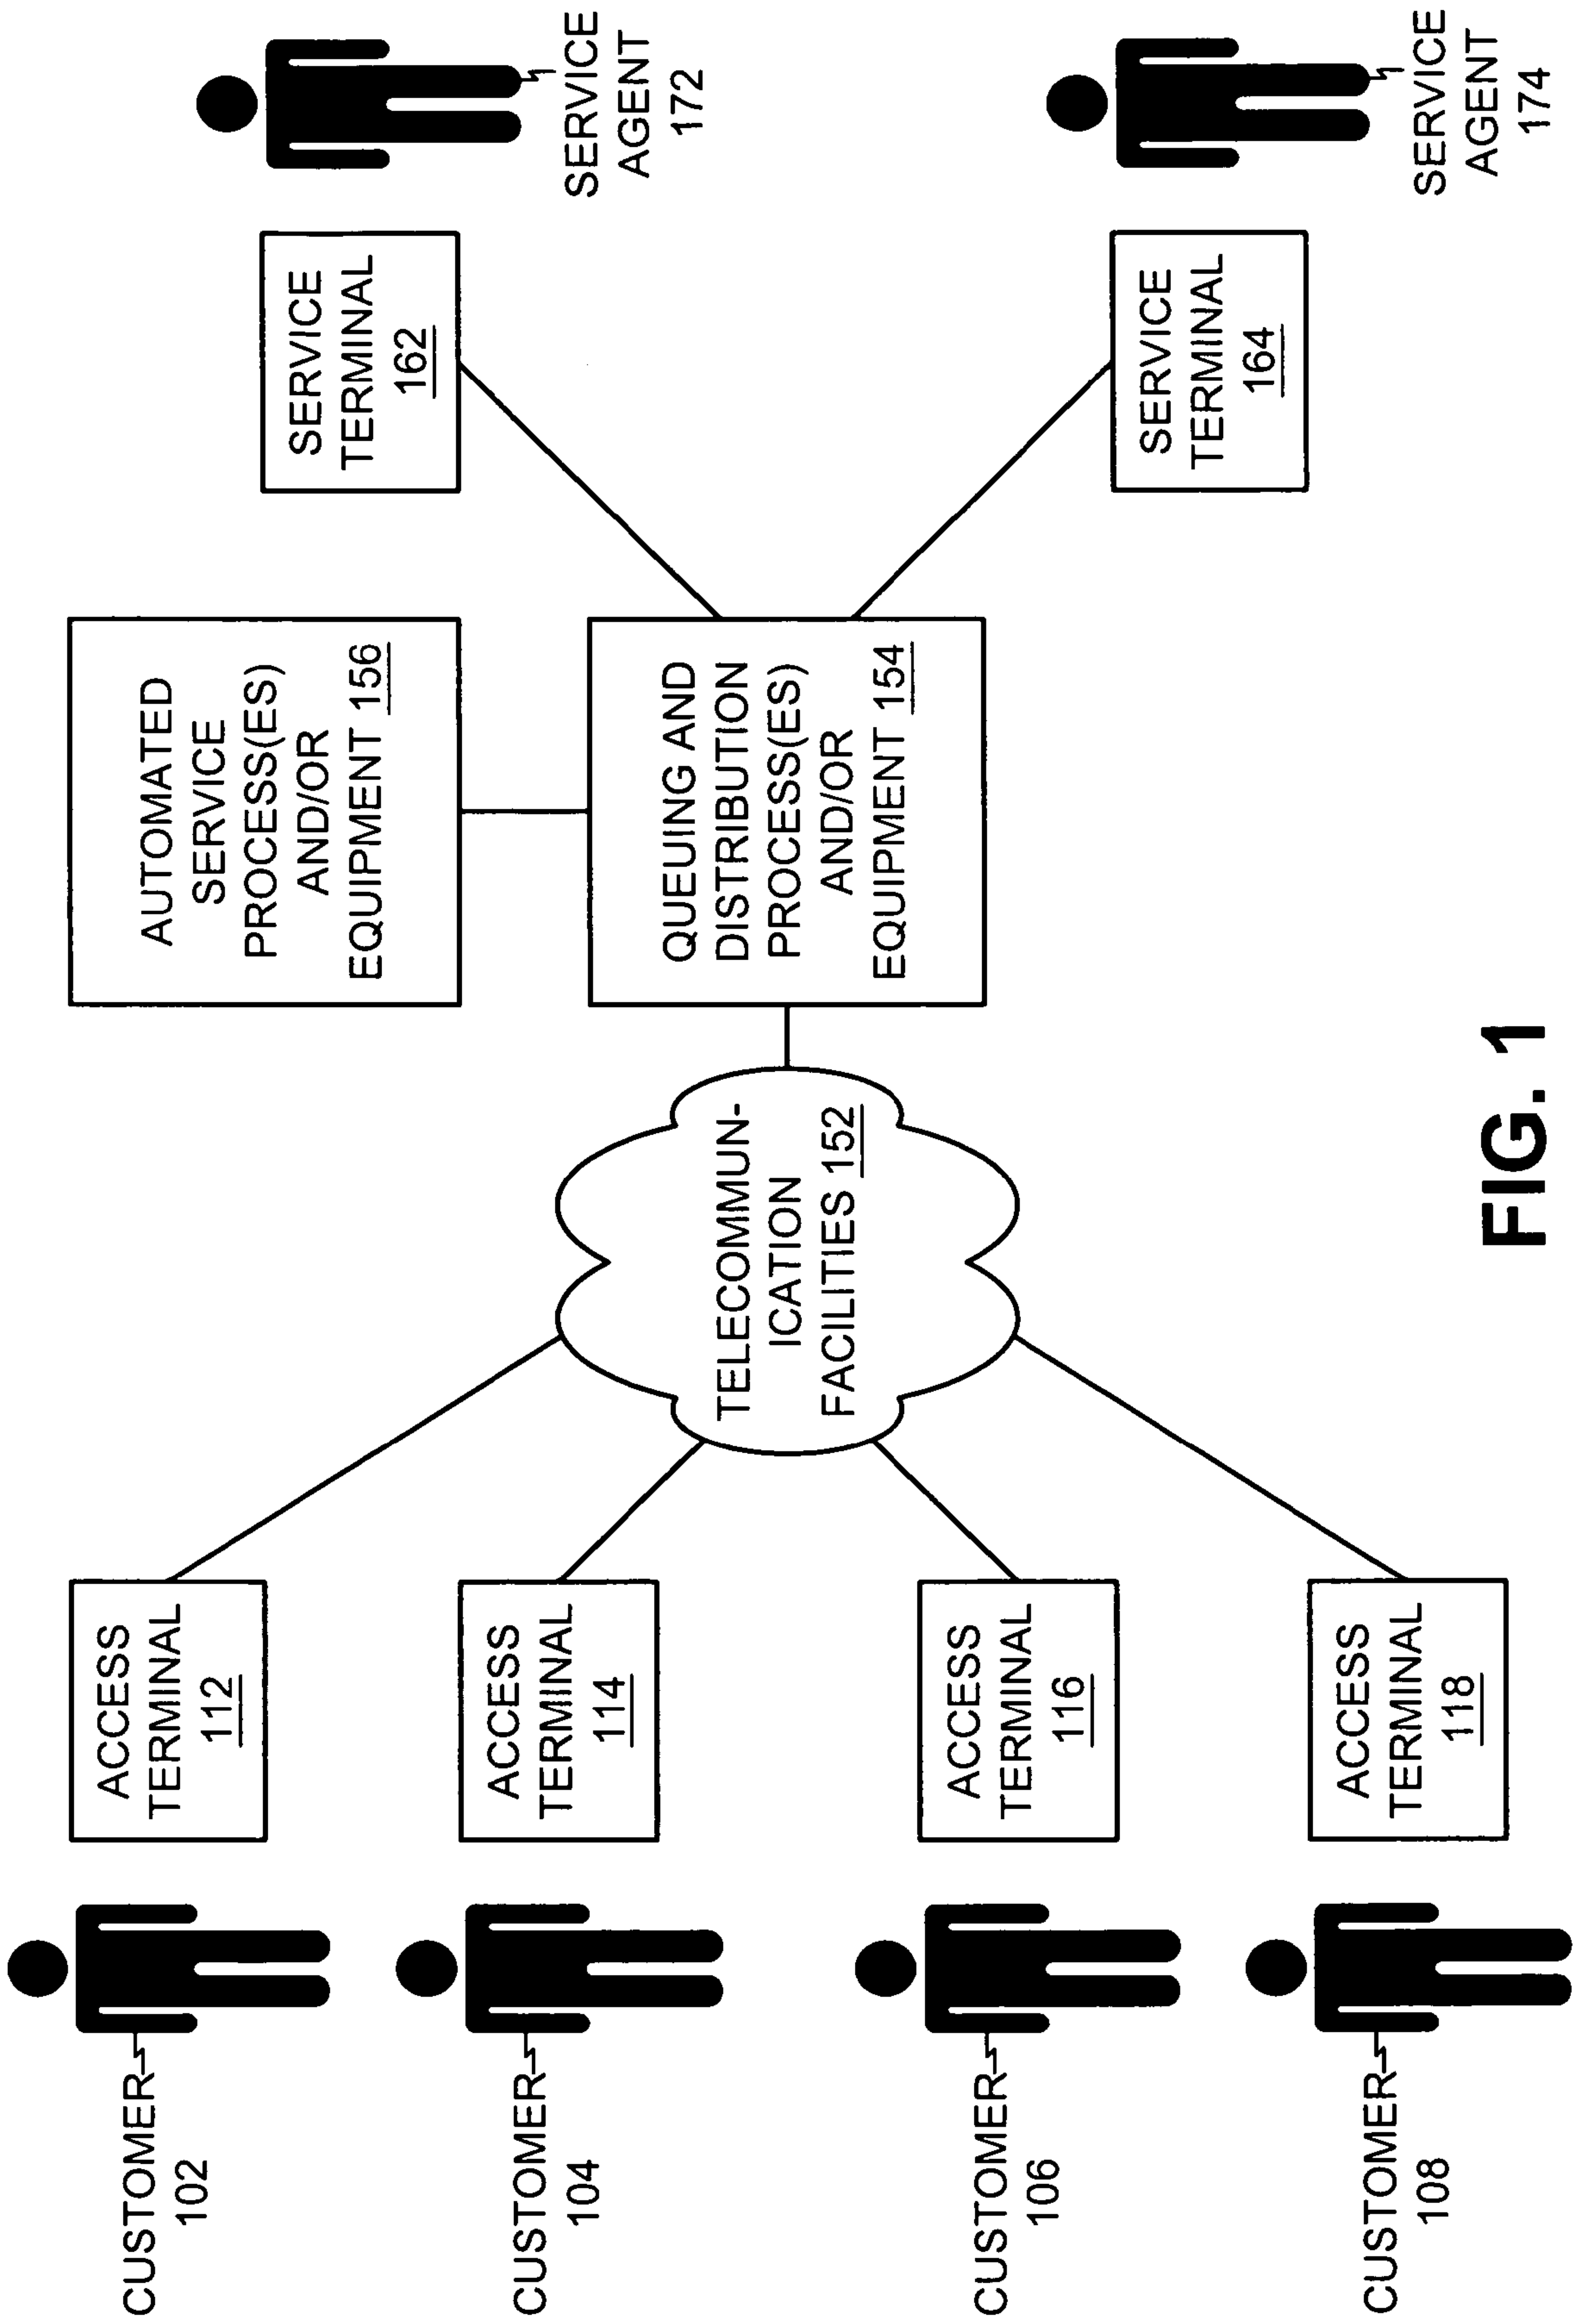 CUSTOMER
102
ACCESS
TERMINAL
112
CUSTOMER
104
ACCESS
TERMINAL
114
CUSTOMER
106
ACCESS
TERMINAL
116
CUSTOMER
108
ACCESS
TERMINAL
118
TELECOMMUN-
ICATION
FACILITIES 152
AUTOMATED
SERVICE
PROCESS(ES)
AND/OR
EQUIPMENT 156
QUEUING AND
DISTRIBUTION
PROCESS(ES)
AND/OR
EQUIPMENT 154
SERVICE
TERMINAL
162
SERVICE
AGENT
172
SERVICE
TERMINAL
164
SERVICE
AGENT
174
FIG. 1